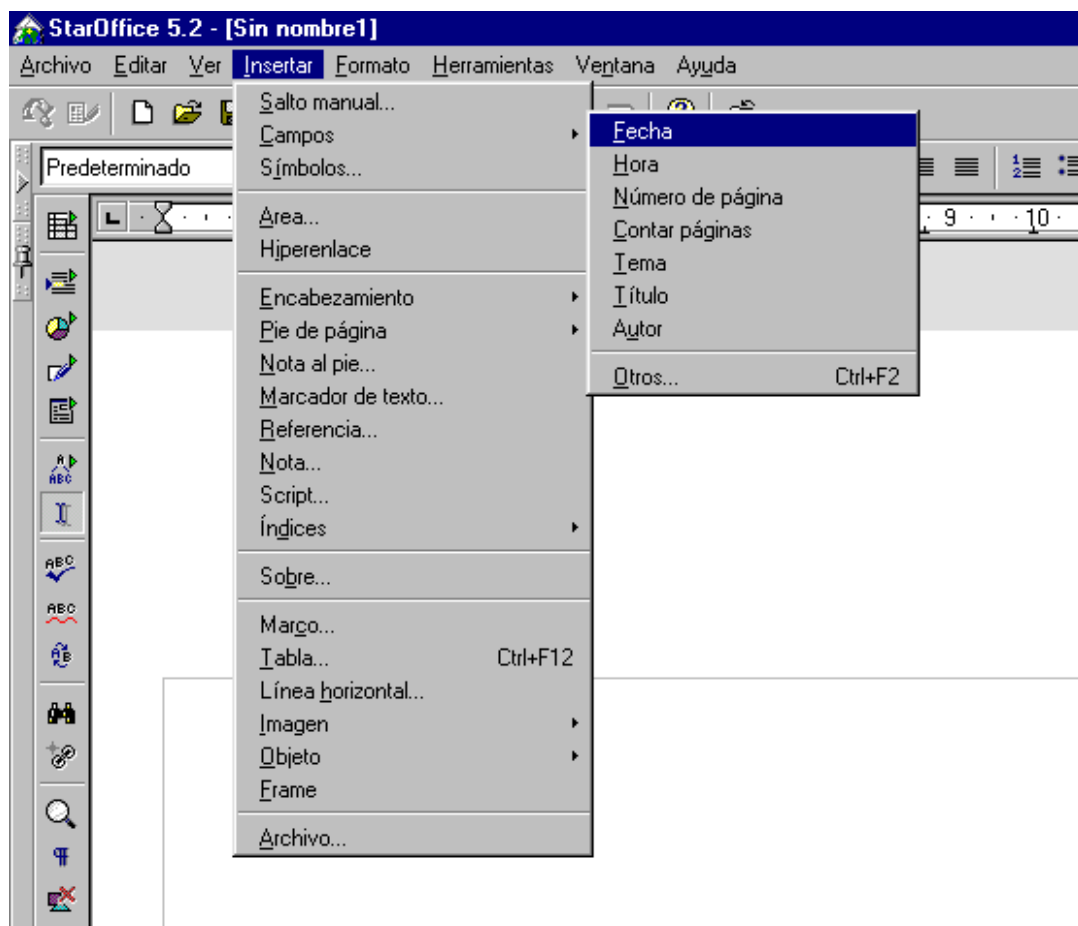 StarOffice 5.2 - [Sin nombre1]
Archivo Editar Ver Insertar Formato Herramientas Ventana Ayuda
Predeterminado
Salto manual...
Campos
Símbolos...
Area...
Hiperenlace
Encabezamiento
Pie de página
Nota al pie...
Marcador de texto...
Referencia...
Nota...
Script...
Índices
Sobre...
Marco...
Tabla... Ctrl+F12
Línea horizontal...
Imagen
Objeto
Frame
Archivo...
Fecha
Hora
Número de página
Contar páginas
Tema
Título
Autor
Otros... Ctrl+F2
9 10
ABC
ABC
ABC